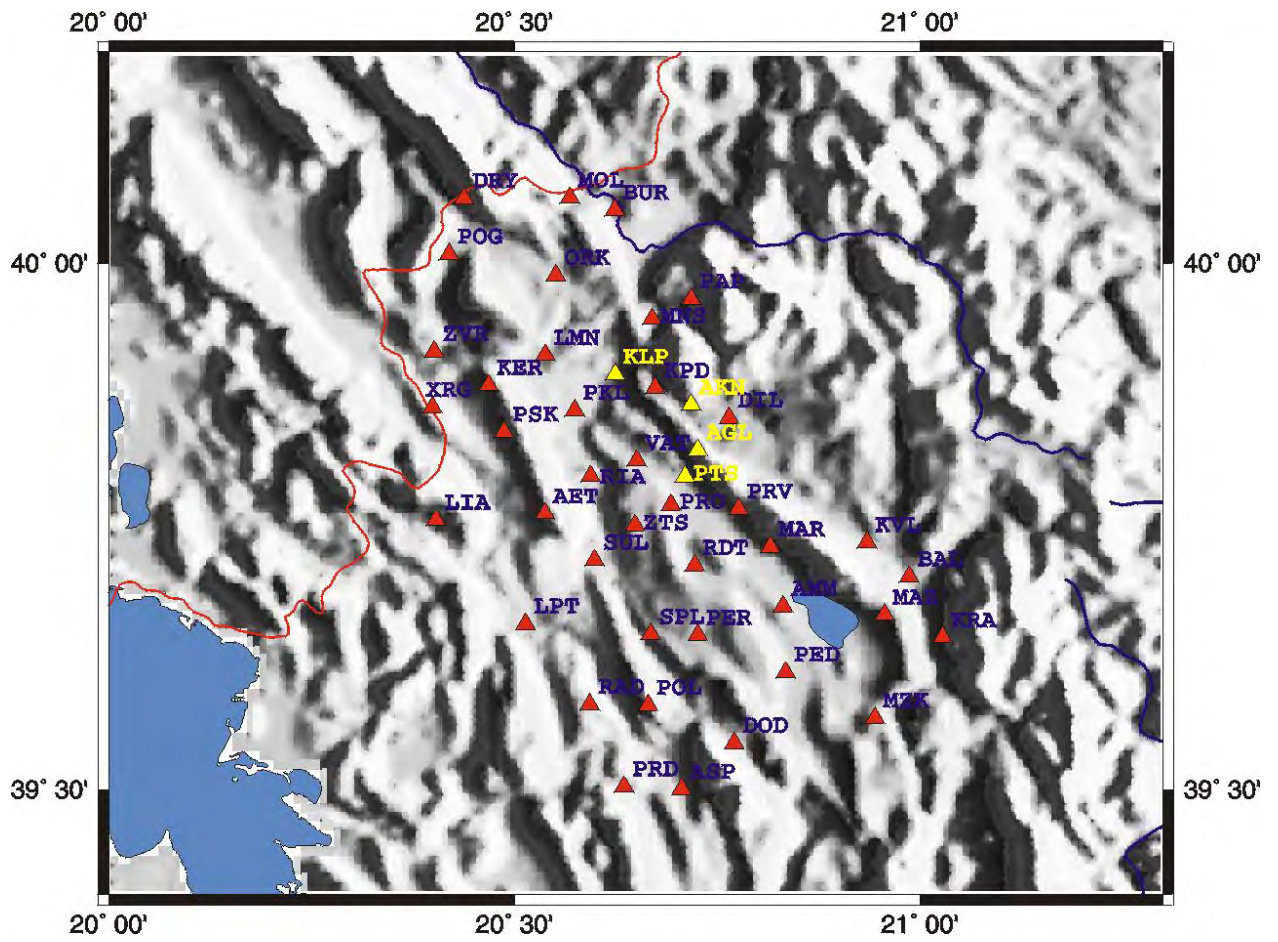 20° 00' 20° 30' 21° 00'
DRY
MOL
BUR
POG
ORK
40° 00' 40° 00'
PAP
MNS
ZVR
LMN
KLP
KER
KPD
XRG
PKL
AKN
DIL
PSK
VAT
AGL
RIA
PTS
LIA
AET
PRO
PRV
ZTS
MAR
KVL
SUL
RDT
BAL
AMM
MAZ
LPT
SPL
PER
KRA
PED
RAD
POL
MZK
DOD
PRD
ASP
39° 30' 39° 30'
20° 00' 20° 30' 21° 00'